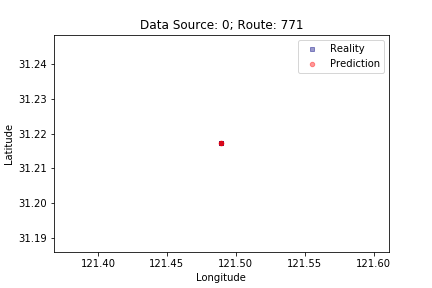 Data Source: 0; Route: 771
Reality
Prediction
31.24
31.23
31.22
31.21
31.20
31.19
Latitude
121.40 121.45 121.50 121.55 121.60
Longitude